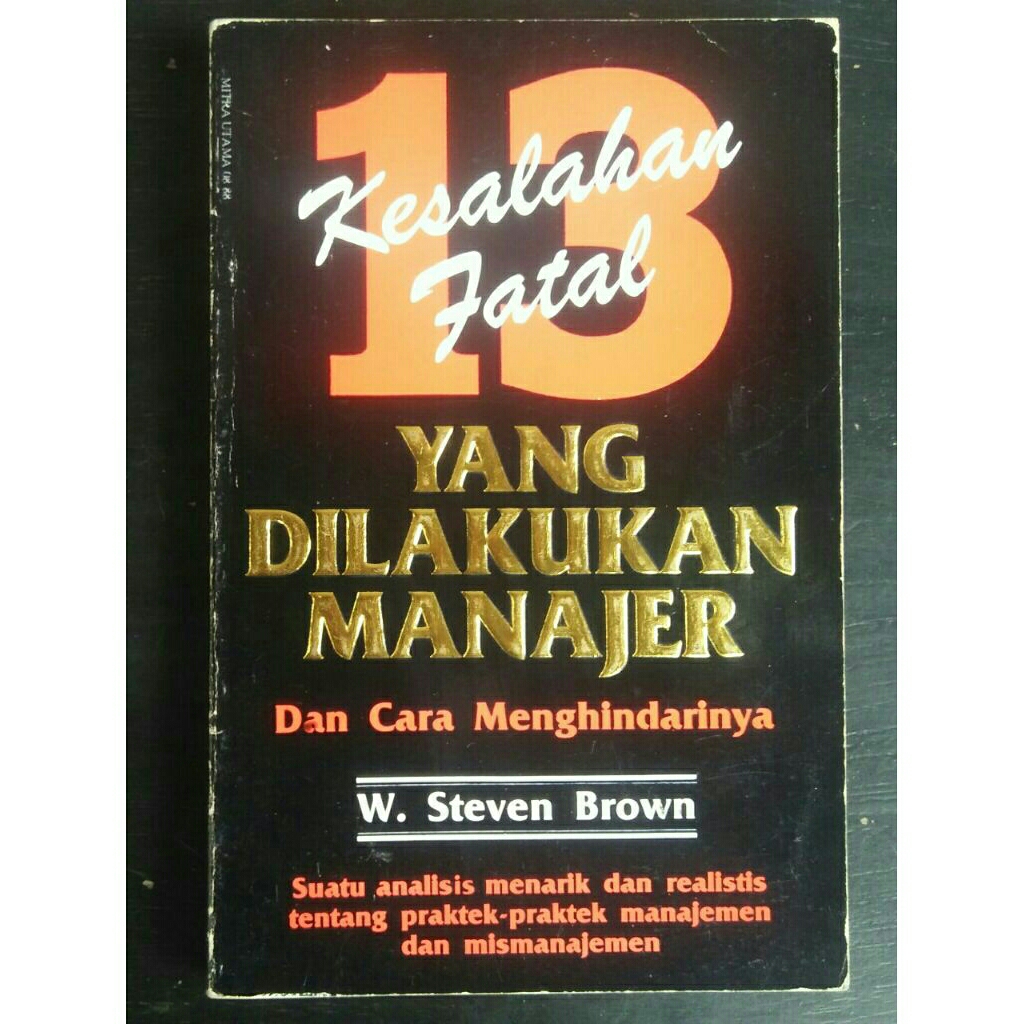 MITRA UTAMA
13
Kesalahan
Fatal
YANG
DILAKUKAN
MANAJER
Dan Cara Menghindarinya
W. Steven Brown
Suatu analisis menarik dan realistis
tentang praktek-praktek manajemen
dan mismanajemen